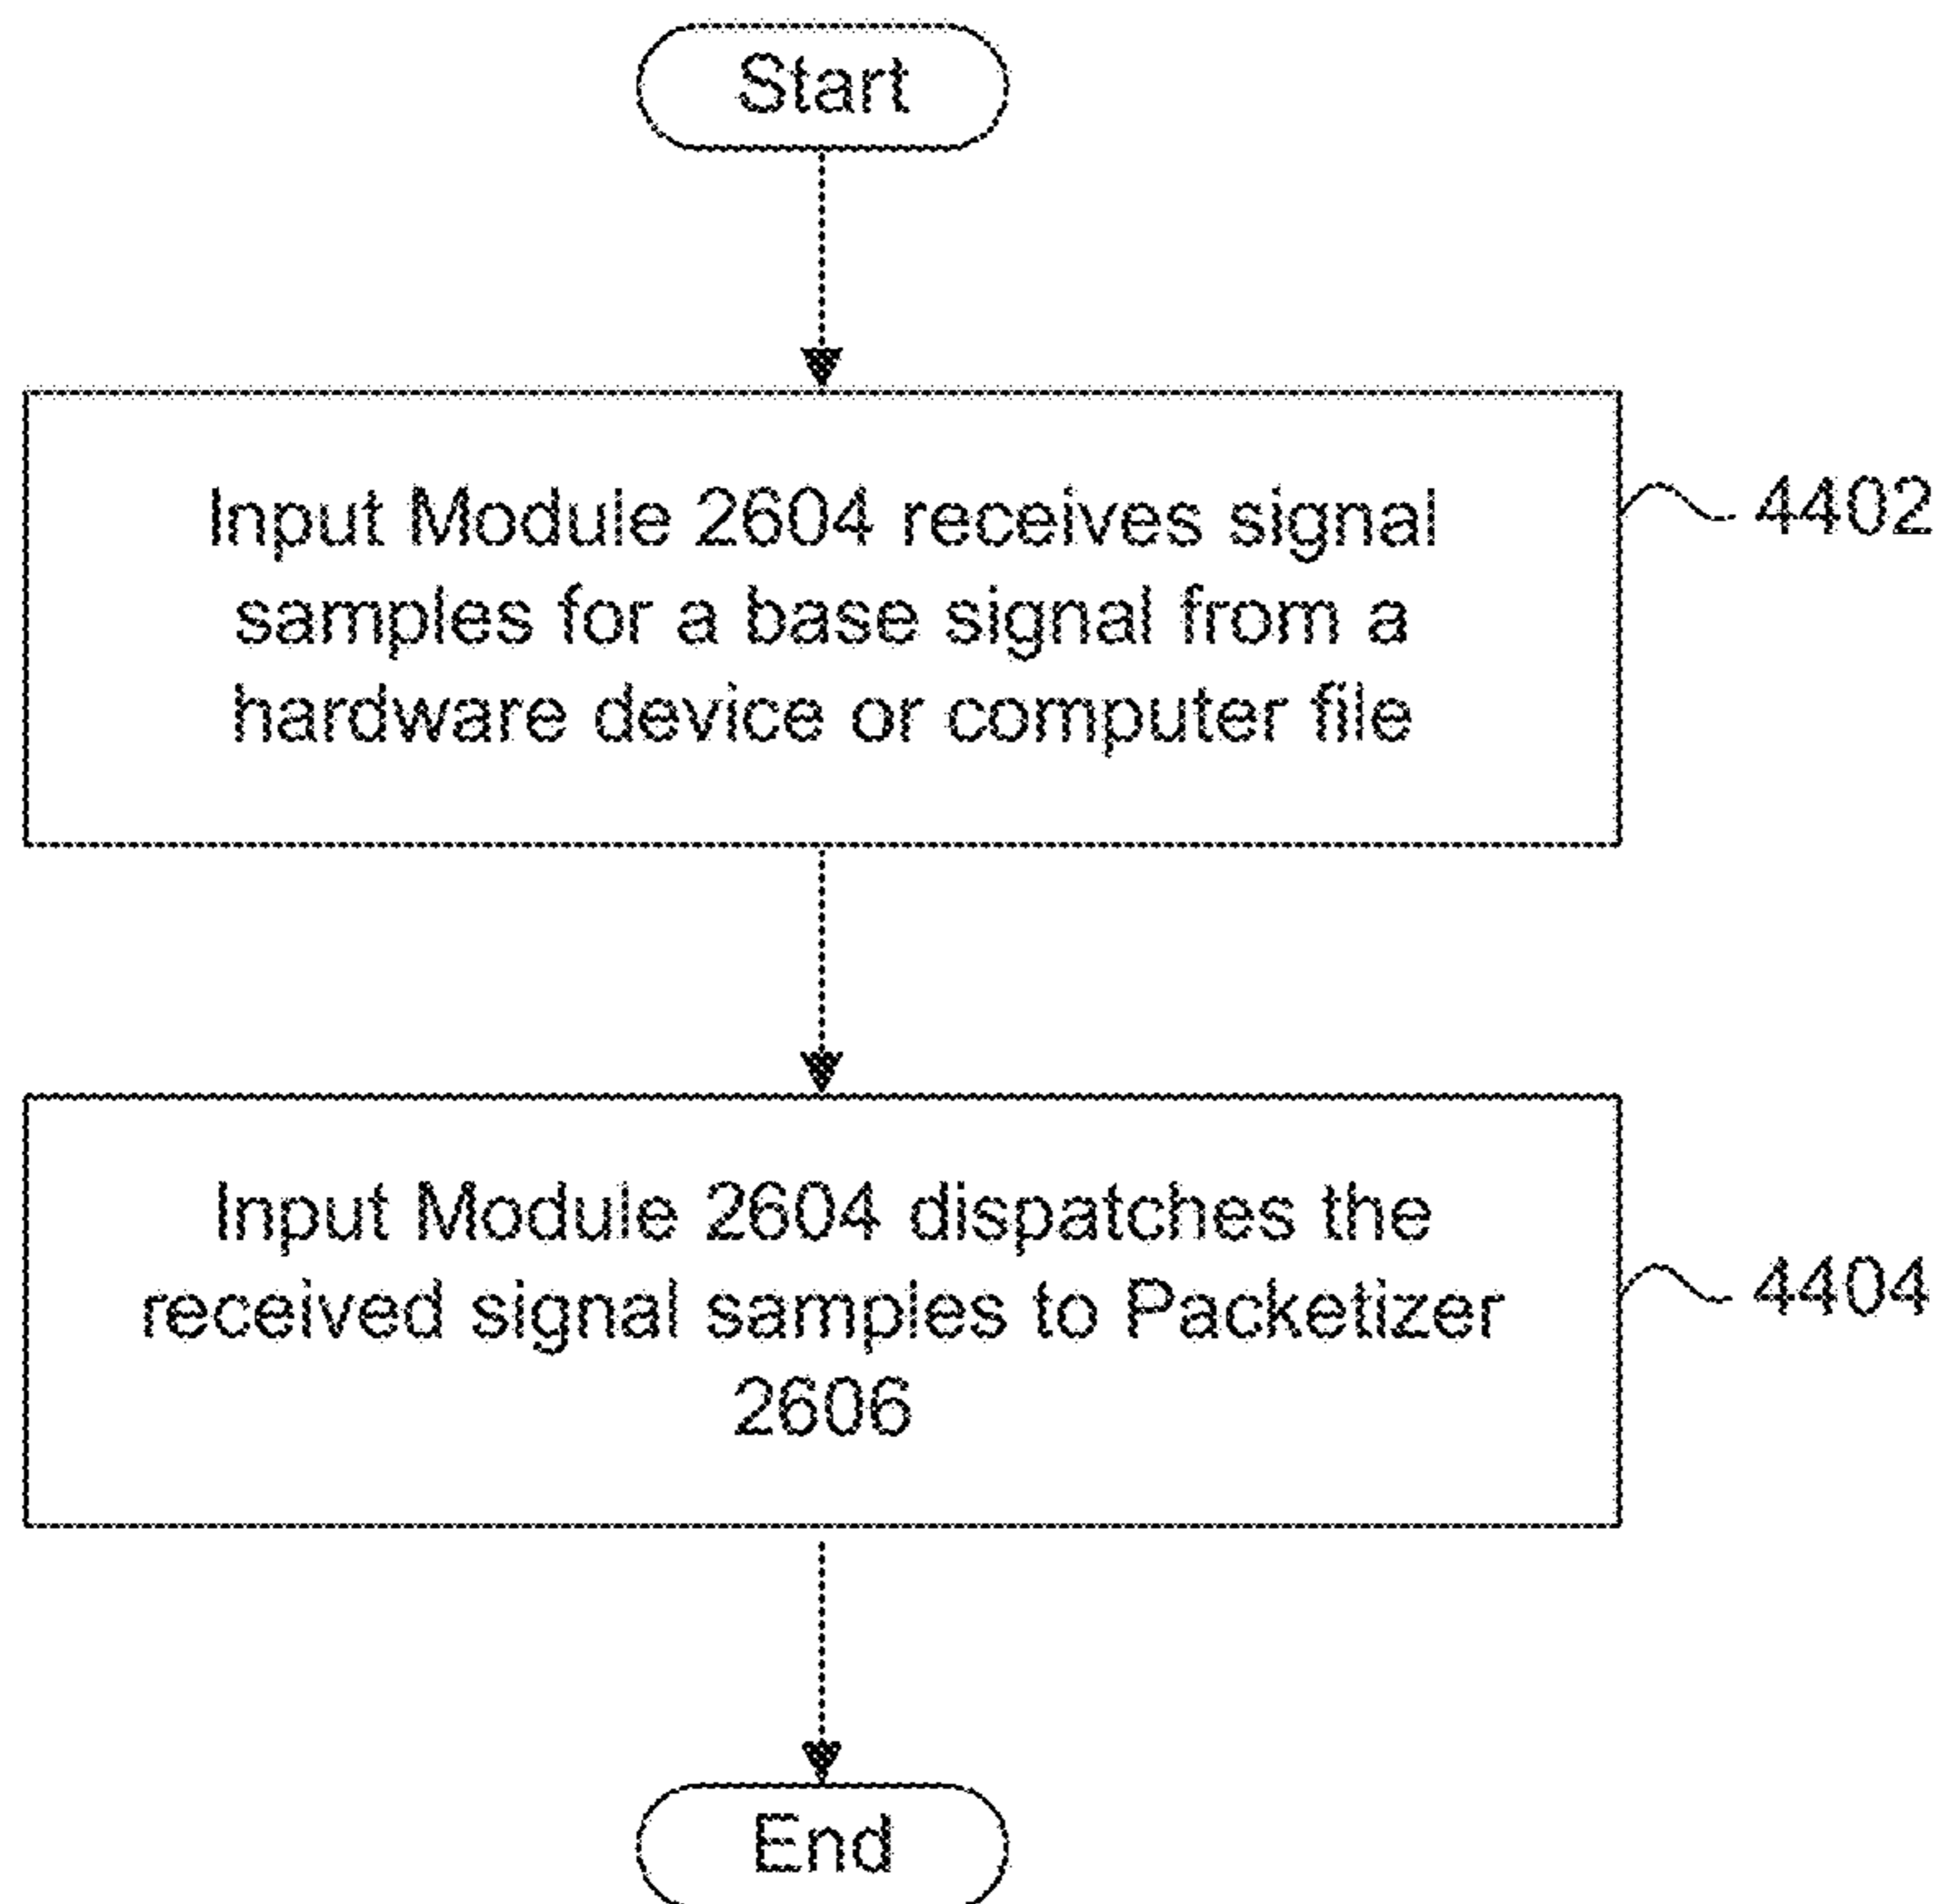 Start
Input Module 2604 receives signal
samples for a base signal from a
hardware device or computer file
4402
Input Module 2604 dispatches the
received signal samples to Packetizer
2606
4404
End